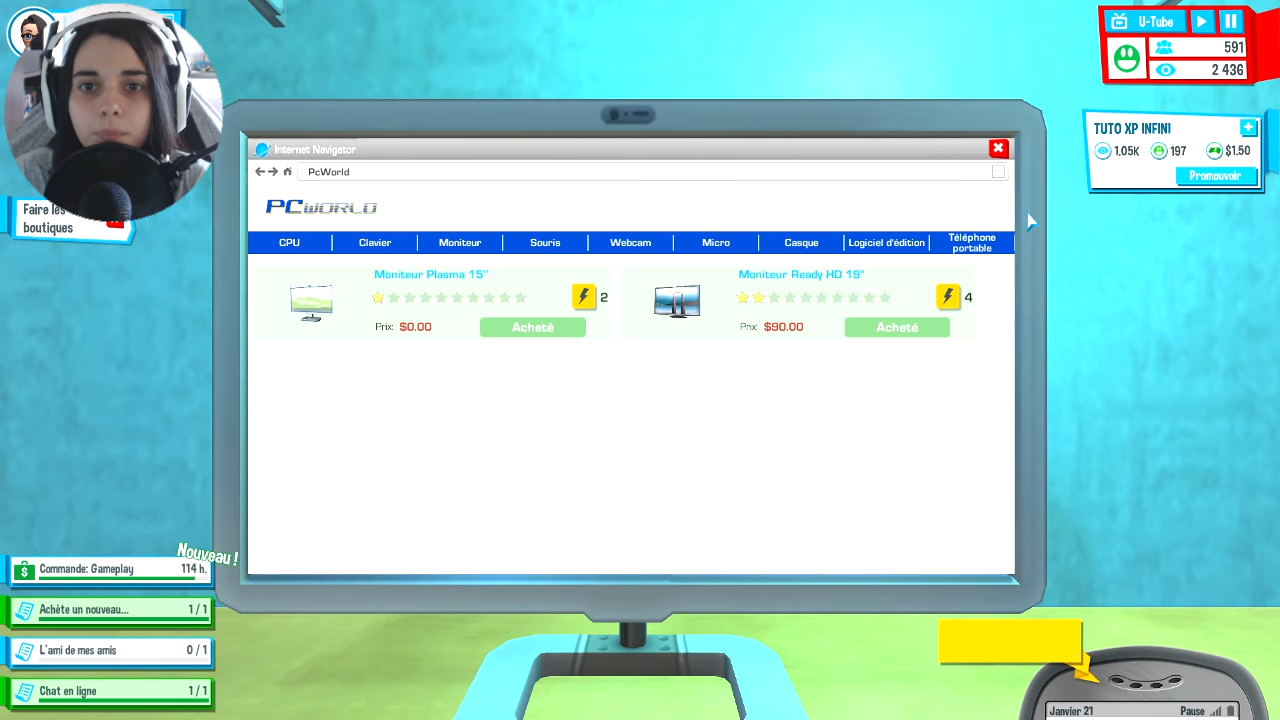 U-Tube
591
2 436
TUTO XP INFINI
1.05K 197 $1.50
Promouvoir
Internet Navigator
PcWorld
PCWORLD
CPU Clavier Moniteur Souris Webcam Micro Casque Logiciel d'édition Téléphone
portable
Moniteur Plasma 15''
2
Prix: $0.00 Acheté
Moniteur Ready HD 19''
4
Prix: $90.00 Acheté
Faire les
boutiques
Nouveau !
Commande: Gameplay 114 h.
Achète un nouveau... 1 / 1
L'ami de mes amis 0 / 1
Chat en ligne 1 / 1
Janvier 21 Pause